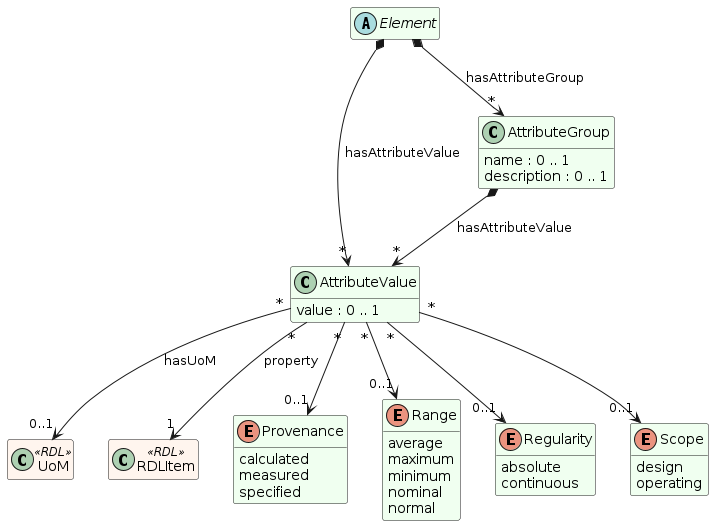 A Element
hasAttributeGroup
*
C AttributeGroup
name : 0 .. 1
description : 0 .. 1
hasAttributeValue
*
hasAttributeValue
*
C AttributeValue
value : 0 .. 1
* * * * * *
hasUoM property
0..1 1 0..1 0..1 0..1 0..1
C «RDL»
UoM
C «RDL»
RDLItem
E Provenance
calculated
measured
specified
E Range
average
maximum
minimum
nominal
normal
E Regularity
absolute
continuous
E Scope
design
operating